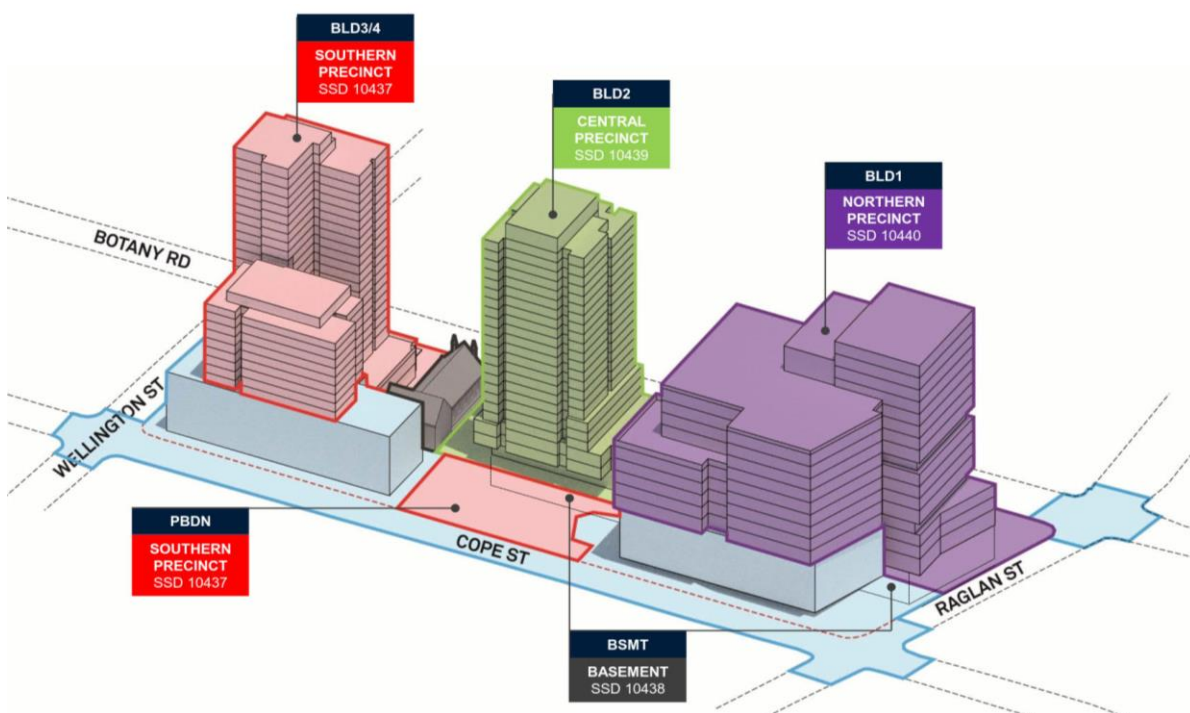 BLD3/4
SOUTHERN
PRECINCT
SSD 10437
BLD2
CENTRAL
PRECINCT
SSD 10439
BLD1
NORTHERN
PRECINCT
SSD 10440
BOTANY RD
WELLINGTON ST
PBDN
SOUTHERN
PRECINCT
SSD 10437
COPE ST
RAGLAN ST
BSMT
BASEMENT
SSD 10438